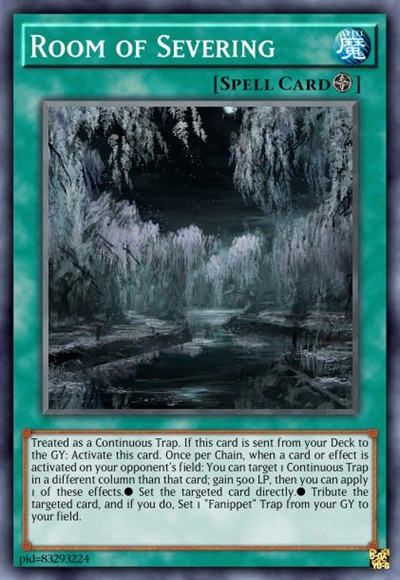 ROOM OF SEVERING
SPELL
魔
[SPELL CARD]
Treated as a Continuous Trap. If this card is sent from your Deck to
the GY: Activate this card. Once per Chain, when a card or effect is
activated on your opponent's field: You can target 1 Continuous Trap
in a different column than that card; gain 500 LP, then you can apply
1 of these effects.● Set the targeted card directly.● Tribute the
targeted card, and if you do, Set 1 "Fanippet" Trap from your GY to
your field.
pid=83293224